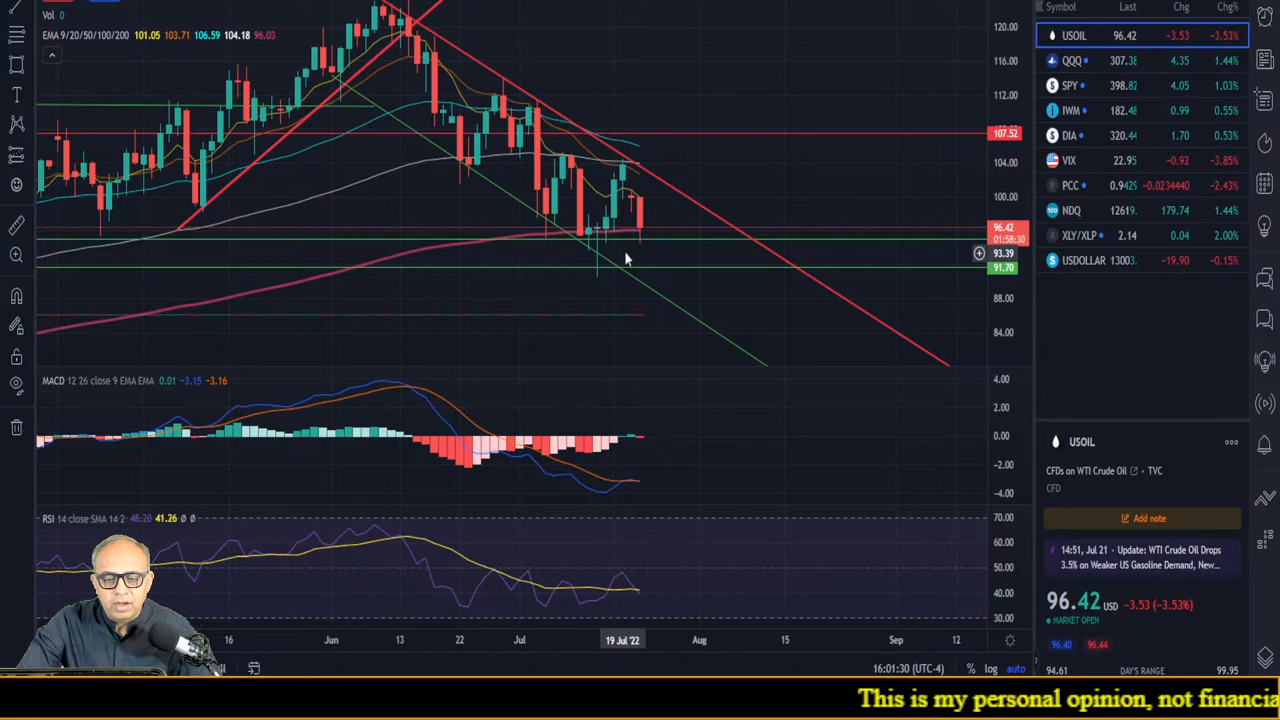 Vol 0
EMA 9/20/50/100/200 101.05 103.71 106.59 104.18 96.03
120.00
116.00
112.00
107.52
104.00
100.00
96.42
01:58:30
93.39
91.70
88.00
84.00
MACD 12 26 close 9 EMA EMA 0.01 -3.15 -3.16
4.00
2.00
0.00
-2.00
-4.00
RSI 14 close SMA 14 2 48.20 41.26 Ø Ø
70.00
60.00
50.00
40.00
30.00
16 Jun 13 22 Jul 19 Jul '22 Aug 15 Sep 12
16:01:30 (UTC-4) % log auto
Symbol Last Chg Chg%
USOIL 96.42 -3.53 -3.53%
QQQ 307.38 4.35 1.44%
SPY 398.82 4.05 1.03%
IWM 182.48 0.99 0.55%
DIA 320.44 1.70 0.53%
VIX 22.95 -0.92 -3.85%
PCC 0.9425 -0.0234440 -2.43%
NDQ 12619. 179.74 1.44%
XLY/XLP 2.14 0.04 2.00%
USDOLLAR 13003. -19.90 -0.15%
USOIL
CFDs on WTI Crude Oil • TVC
CFD
Add note
14:51, Jul 21 · Update: WTI Crude Oil Drops
3.5% on Weaker US Gasoline Demand, New...
96.42 USD -3.53 (-3.53%)
MARKET OPEN
96.40 96.44
94.61 DAY'S RANGE 99.95
This is my personal opinion, not financia